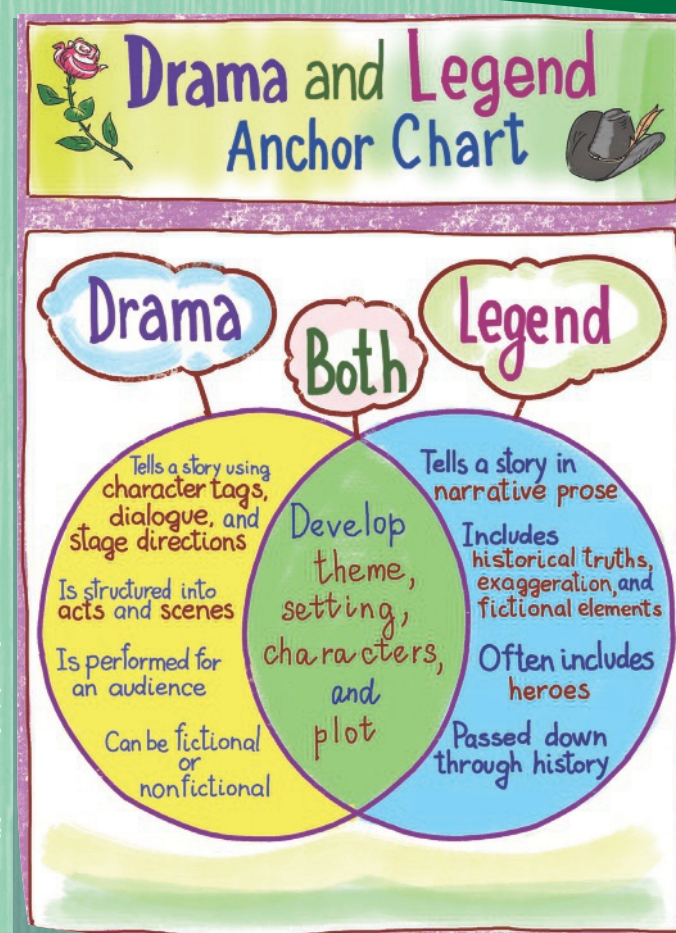 Drama and Legend
Anchor Chart
Drama
Both
Legend
Tells a story using
character tags,
dialogue, and
stage directions
Is structured into
acts and scenes
Is performed for
an audience
Can be fictional
or
nonfictional
Develop
theme,
setting,
characters,
and
plot
Tells a story in
narrative prose
Includes
historical truths,
exaggeration, and
fictional elements
Often includes
heroes
Passed down
through history